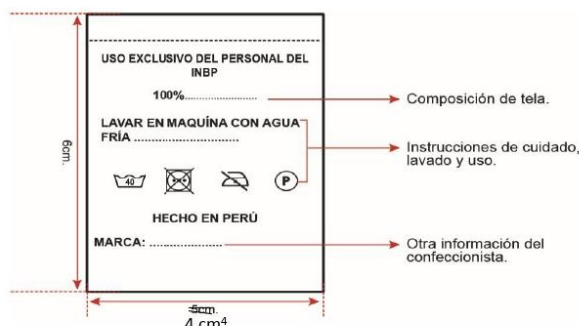 USO EXCLUSIVO DEL PERSONAL DEL
INBP
100%......................
Composición de tela.
LAVAR EN MAQUÍNA CON AGUA
FRÍA ................................
Instrucciones de cuidado,
lavado y uso.
40
P
HECHO EN PERÚ
MARCA: ......................
Otra información del
confeccionista.
6cm.
5cm.
4 cm⁴